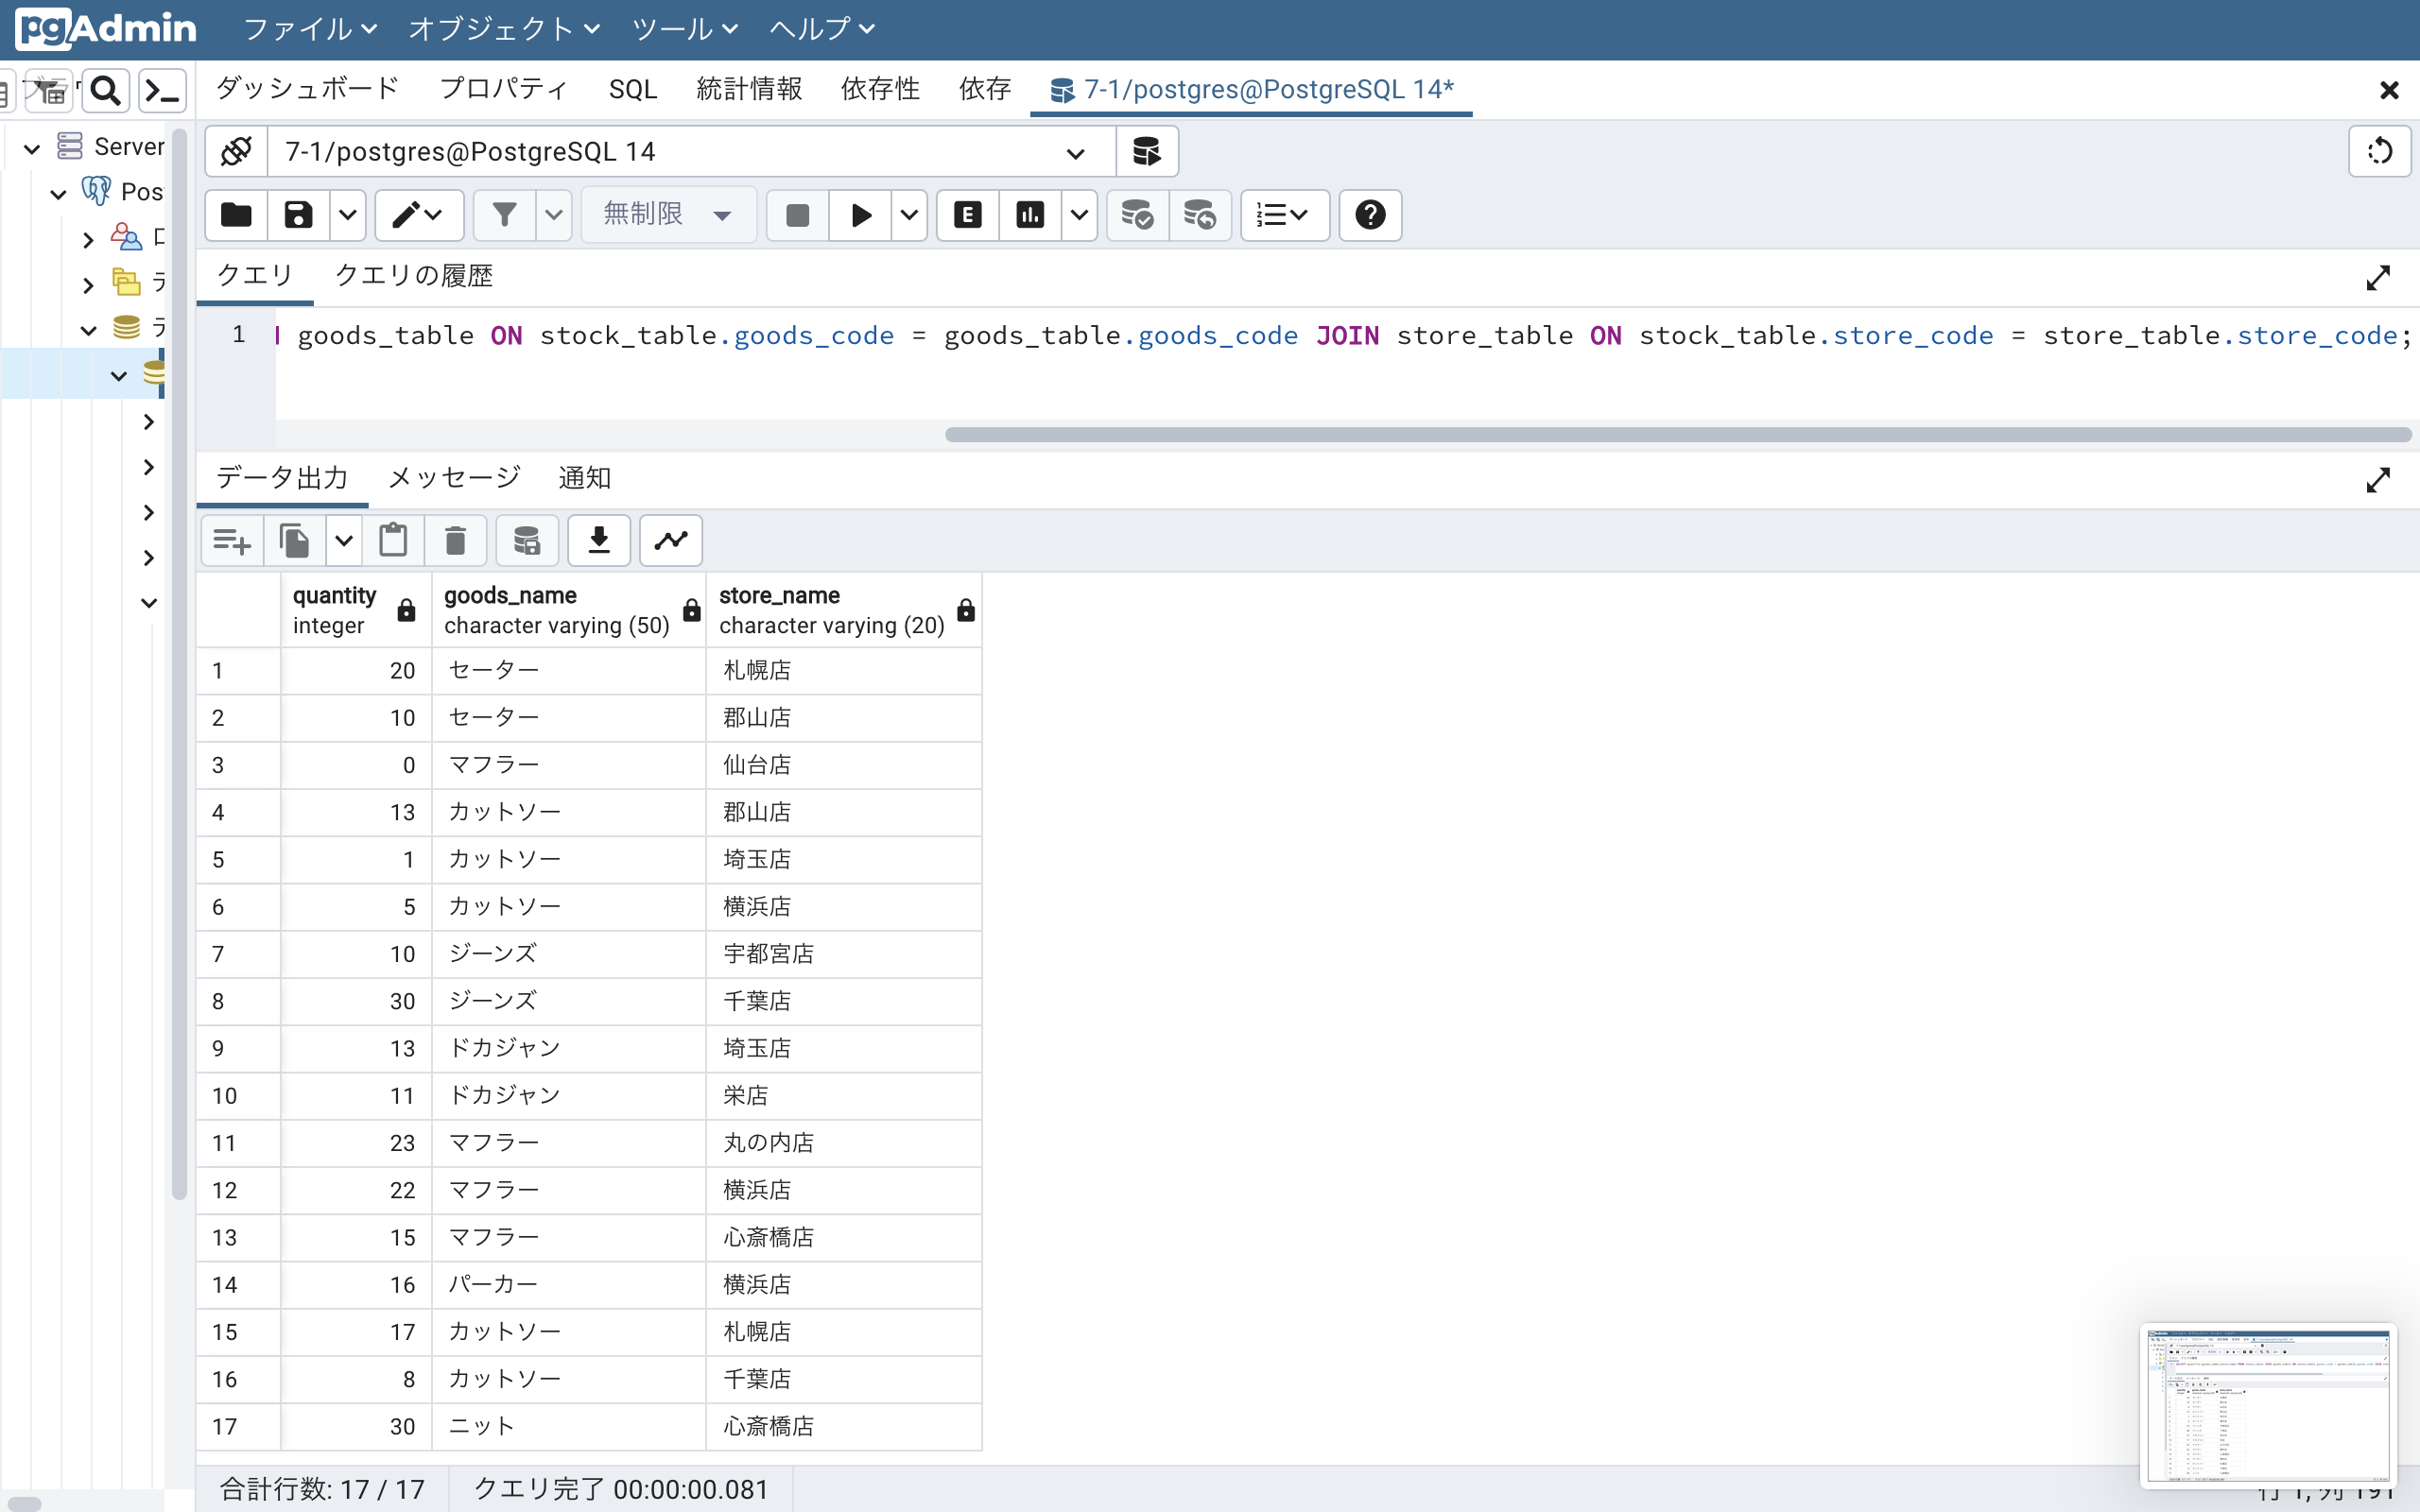 pgAdmin ファイル オブジェクト ツール ヘルプ
ダッシュボード プロパティ SQL 統計情報 依存性 依存 7-1/postgres@PostgreSQL 14*
Server
Pos
7-1/postgres@PostgreSQL 14
無制限
クエリ クエリの履歴
1 goods_table ON stock_table.goods_code = goods_table.goods_code JOIN store_table ON stock_table.store_code = store_table.store_code;
データ出力 メッセージ 通知
quantity goods_name store_name
integer character varying (50) character varying (20)
1 20 セーター 札幌店
2 10 セーター 郡山店
3 0 マフラー 仙台店
4 13 カットソー 郡山店
5 1 カットソー 埼玉店
6 5 カットソー 横浜店
7 10 ジーンズ 宇都宮店
8 30 ジーンズ 千葉店
9 13 ドカジャン 埼玉店
10 11 ドカジャン 栄店
11 23 マフラー 丸の内店
12 22 マフラー 横浜店
13 15 マフラー 心斎橋店
14 16 パーカー 横浜店
15 17 カットソー 札幌店
16 8 カットソー 千葉店
17 30 ニット 心斎橋店
合計行数: 17 / 17 クエリ完了 00:00:00.081 行 1, 列 191